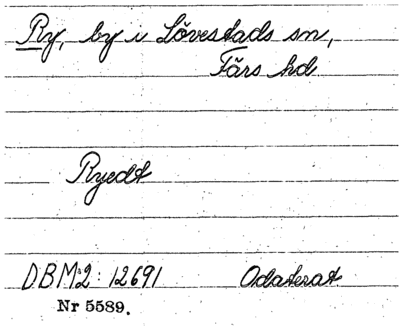 Ry, by i Lövestads sn,
Färs hd
Ryedt
DBM2: 12691 Odaterat
Nr 5589.